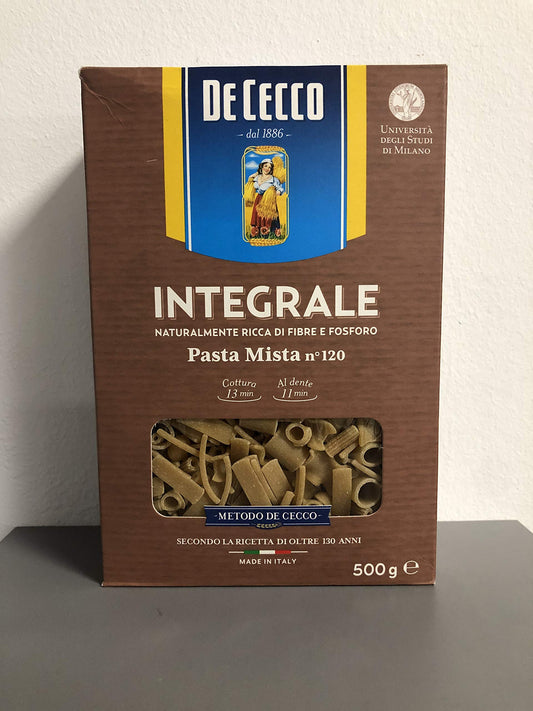 DE CECCO
dal 1886
UNIVERSITÀ
DEGLI STUDI
DI MILANO
INTEGRALE
NATURALMENTE RICCA DI FIBRE E FOSFORO
Pasta Mista n°120
Cottura
13 min
Al dente
11 min
METODO DE CECCO
SECONDO LA RICETTA DI OLTRE 130 ANNI
MADE IN ITALY
500 g ℮